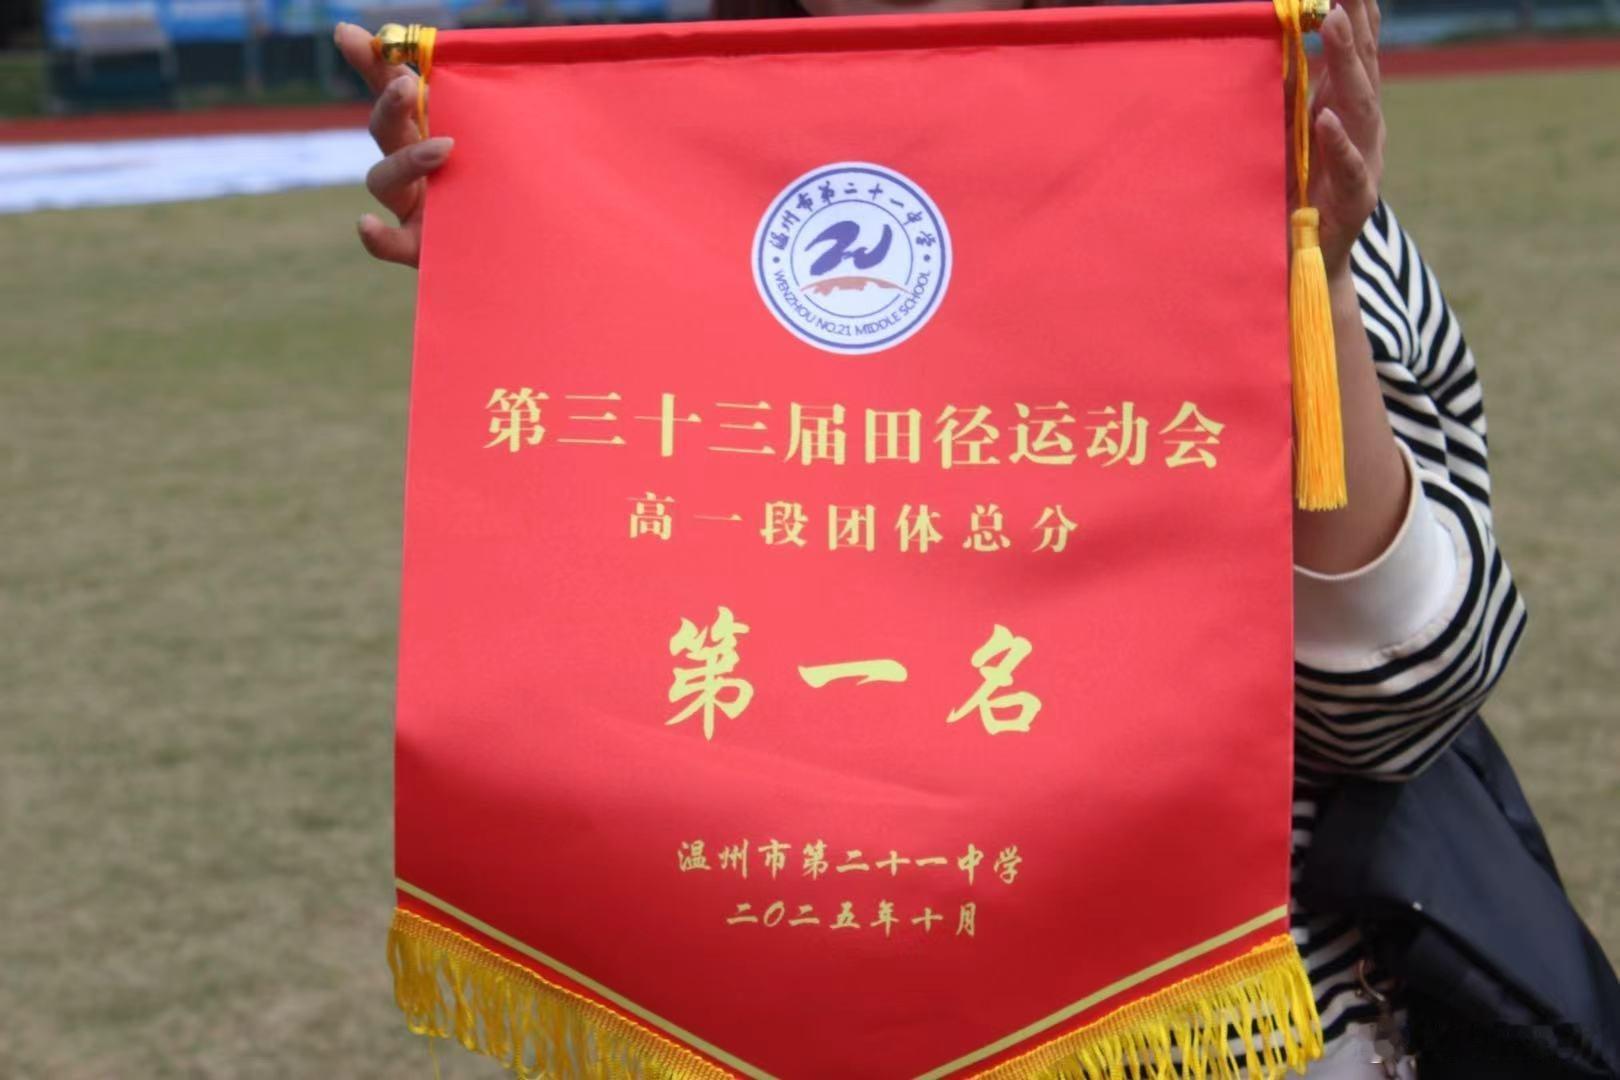 温州市第二十一中学
WENZHOU NO.21 MIDDLE SCHOOL
第三十三届田径运动会
高一段团体总分
第一名
温州市第二十一中学
二〇二五年十月